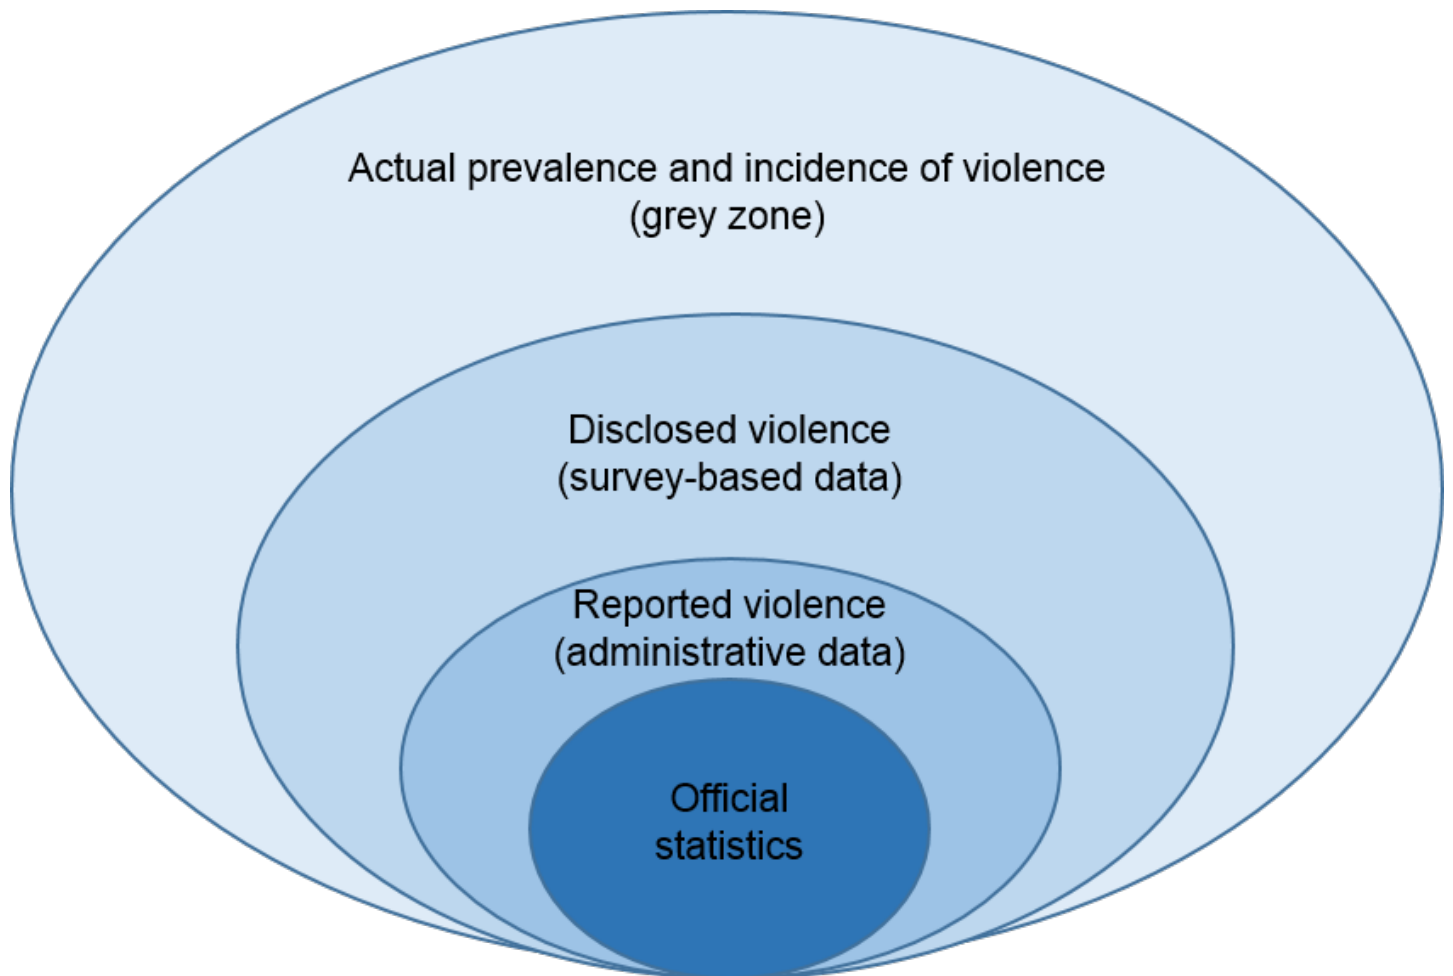 Actual prevalence and incidence of violence
(grey zone)
Disclosed violence
(survey-based data)
Reported violence
(administrative data)
Official
statistics